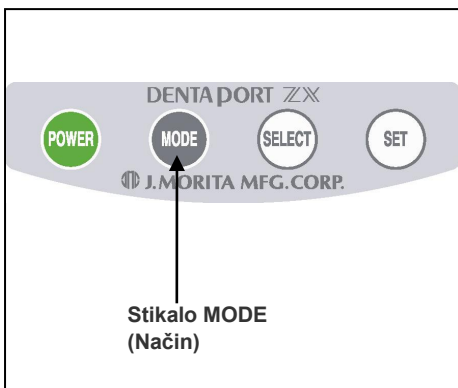 DENTAPORT ZX
POWER MODE SELECT SET
J.MORITA MFG.CORP.
Stikalo MODE
(Način)